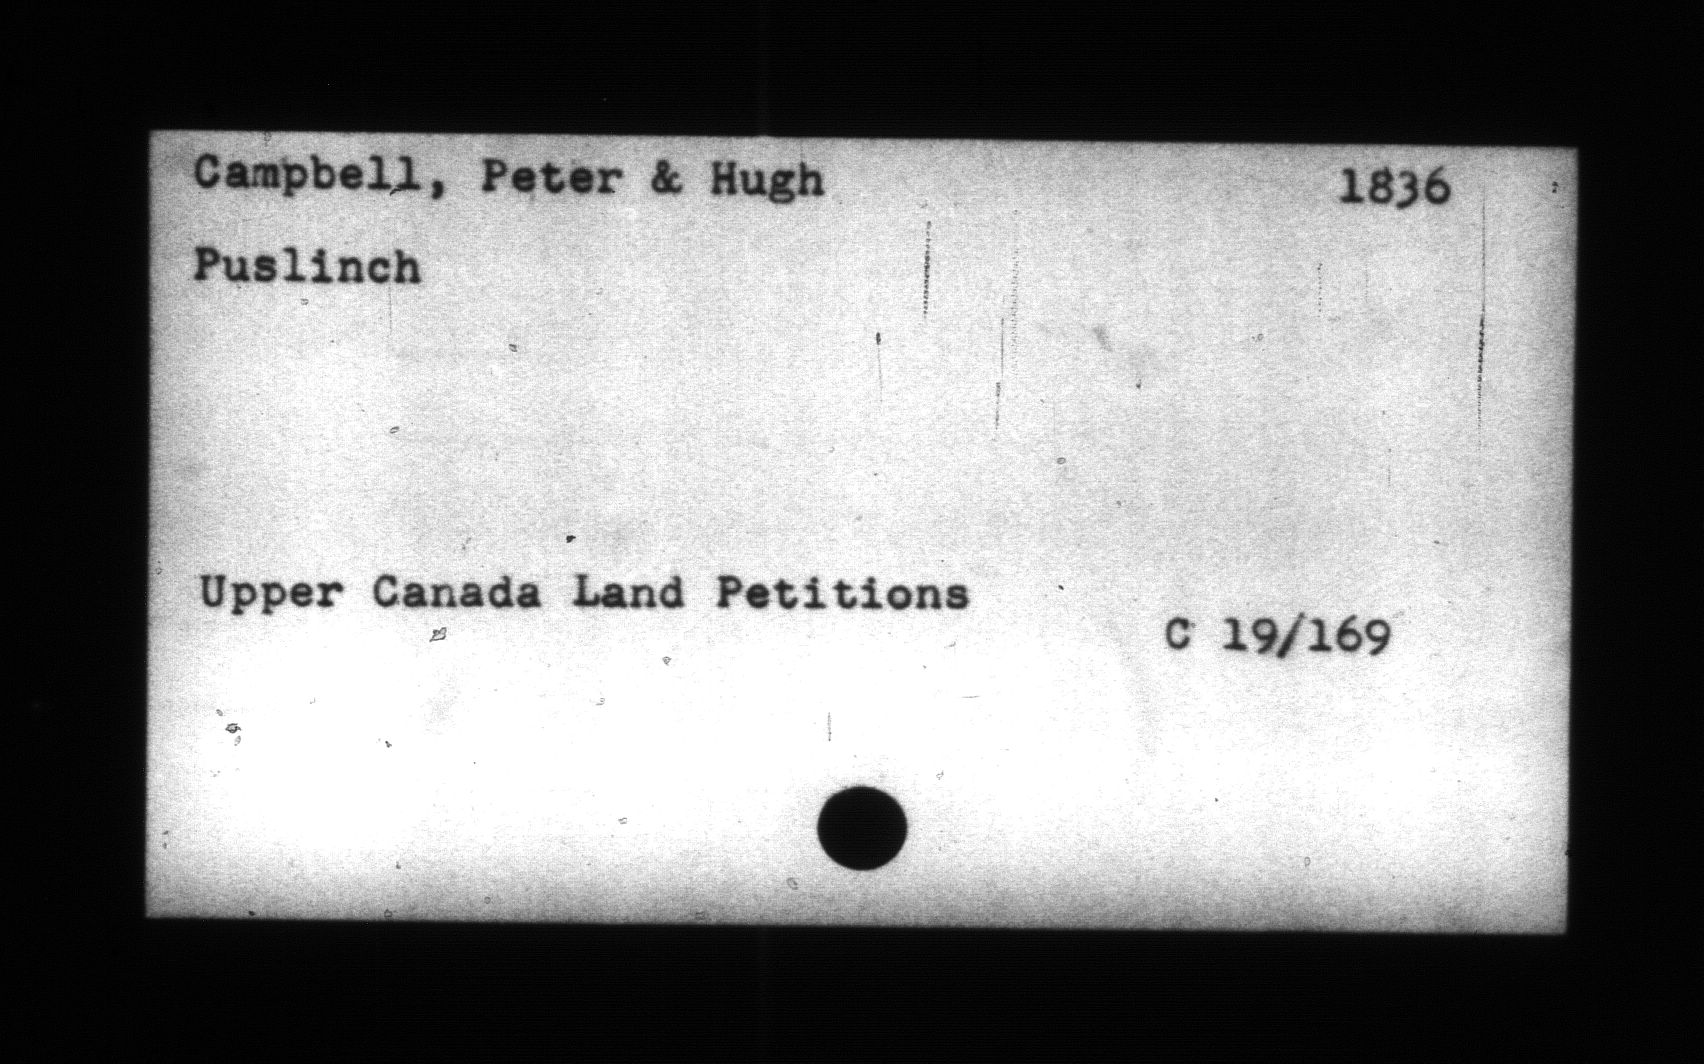 Campbell, Peter & Hugh 1836
Puslinch
Upper Canada Land Petitions
C 19/169